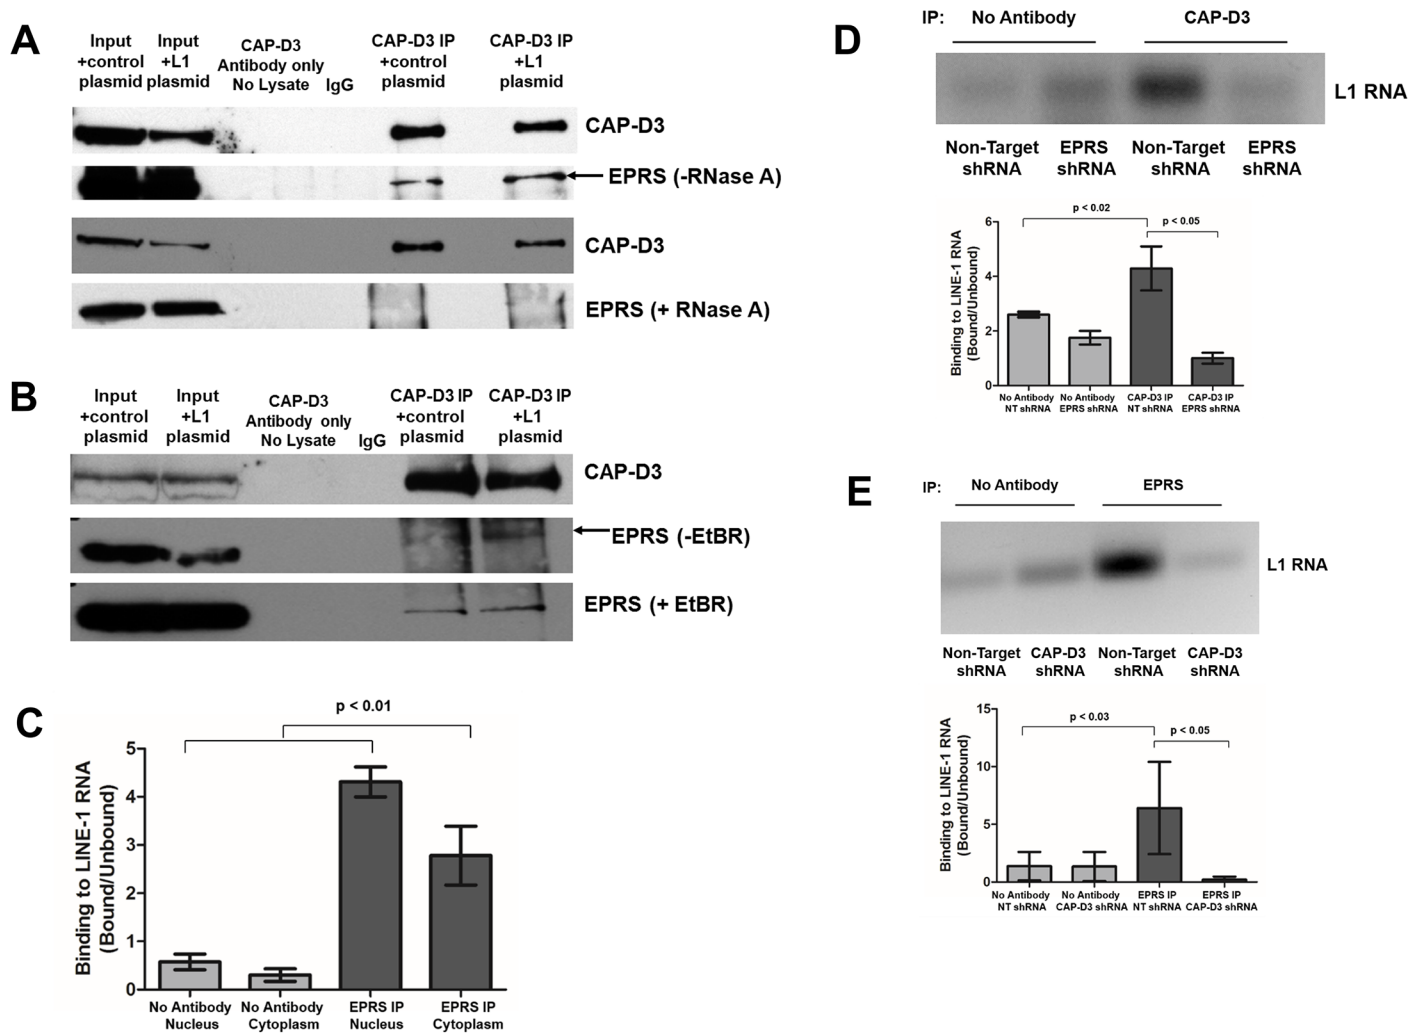 A
Input
+control
plasmid
Input
+L1
plasmid
CAP-D3
Antibody only
No Lysate
IgG
CAP-D3 IP
+control
plasmid
CAP-D3 IP
+L1
plasmid
CAP-D3
EPRS (-RNase A)
CAP-D3
EPRS (+ RNase A)
B
Input
+control
plasmid
Input
+L1
plasmid
CAP-D3
Antibody only
No Lysate
IgG
CAP-D3 IP
+control
plasmid
CAP-D3 IP
+L1
plasmid
CAP-D3
EPRS (-EtBR)
EPRS (+ EtBR)
C
p < 0.01
Binding to LINE-1 RNA
(Bound/Unbound)
5
4
3
2
1
0
No Antibody
Nucleus
No Antibody
Cytoplasm
EPRS IP
Nucleus
EPRS IP
Cytoplasm
D
IP:
No Antibody
CAP-D3
L1 RNA
Non-Target
shRNA
EPRS
shRNA
Non-Target
shRNA
EPRS
shRNA
p < 0.02
p < 0.05
Binding to LINE-1 RNA
(Bound/Unbound)
6
4
2
0
No Antibody
NT shRNA
No Antibody
EPRS shRNA
CAP-D3 IP
NT shRNA
CAP-D3 IP
EPRS shRNA
E
IP:
No Antibody
EPRS
L1 RNA
Non-Target
shRNA
CAP-D3
shRNA
Non-Target
shRNA
CAP-D3
shRNA
p < 0.03
p < 0.05
Binding to LINE-1 RNA
(Bound/Unbound)
15
10
5
0
No Antibody
NT shRNA
No Antibody
CAP-D3 shRNA
EPRS IP
NT shRNA
EPRS IP
CAP-D3 shRNA